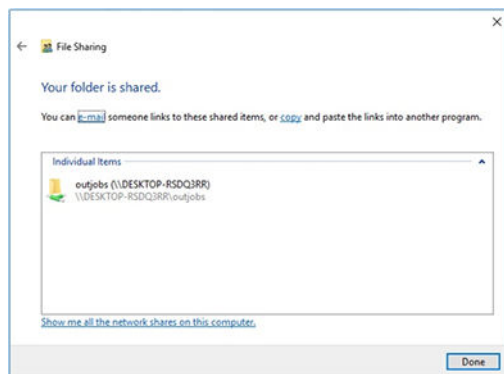 File Sharing
Your folder is shared.
You can e-mail someone links to these shared items, or copy and paste the links into another program.
Individual Items
outjobs (\\DESKTOP-RSDQ3RR)
\\DESKTOP-RSDQ3RR\outjobs
Show me all the network shares on this computer.
Done